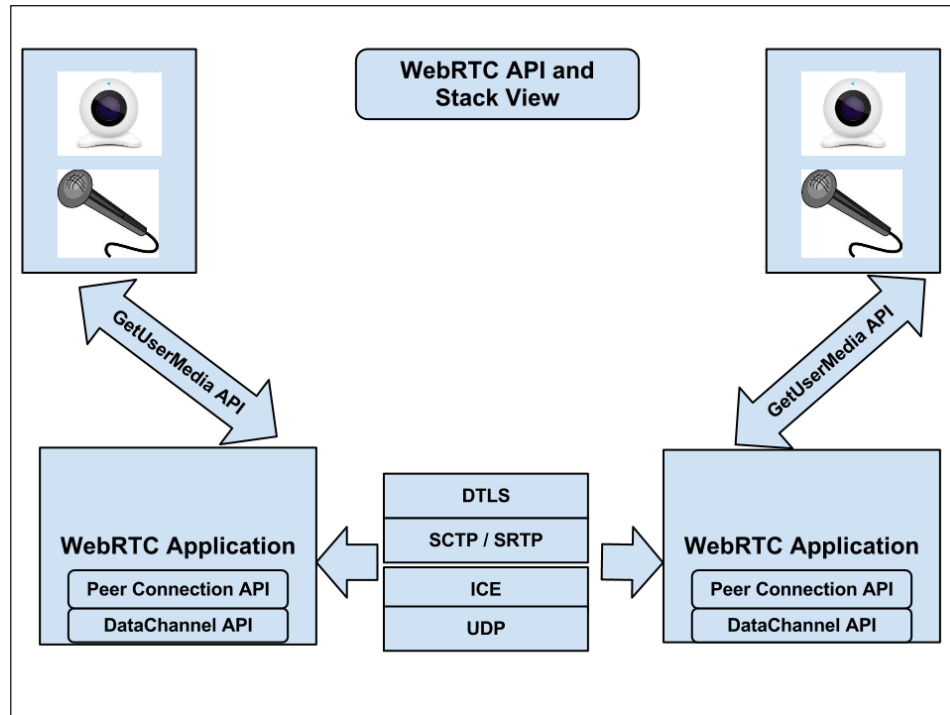 WebRTC API and
Stack View
GetUserMedia API
GetUserMedia API
WebRTC Application
Peer Connection API
DataChannel API
DTLS
SCTP / SRTP
ICE
UDP
WebRTC Application
Peer Connection API
DataChannel API